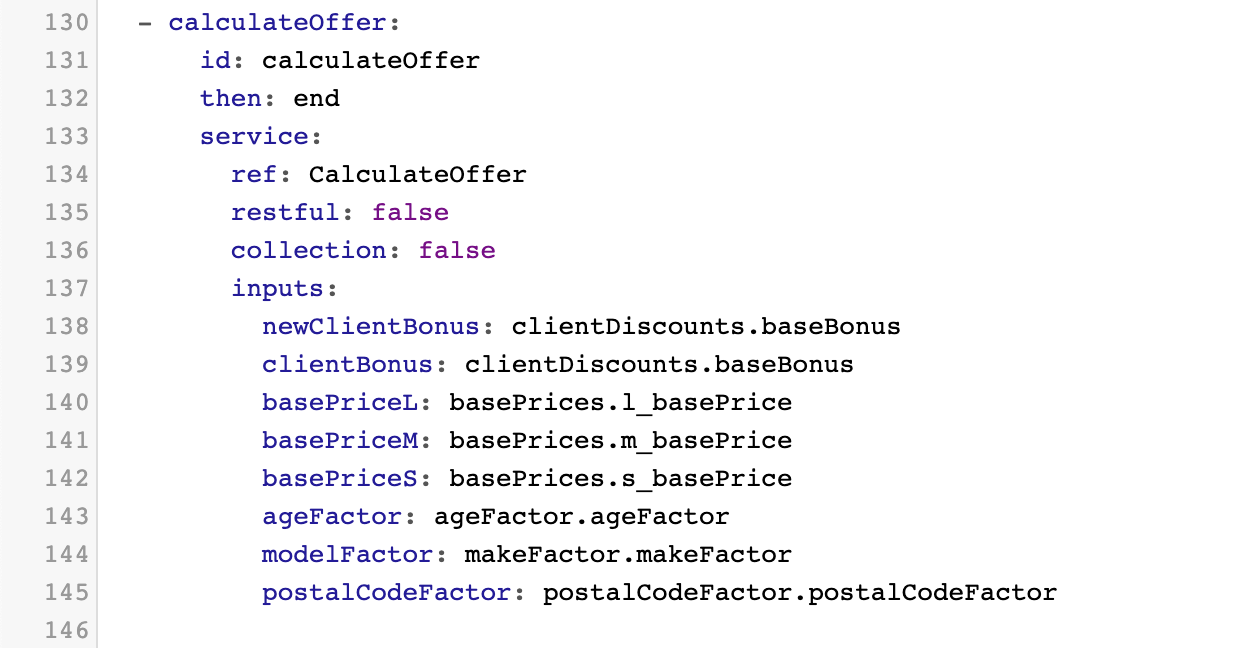 130 - calculateOffer:
131 id: calculateOffer
132 then: end
133 service:
134 ref: CalculateOffer
135 restful: false
136 collection: false
137 inputs:
138 newClientBonus: clientDiscounts.baseBonus
139 clientBonus: clientDiscounts.baseBonus
140 basePriceL: basePrices.l_basePrice
141 basePriceM: basePrices.m_basePrice
142 basePriceS: basePrices.s_basePrice
143 ageFactor: ageFactor.ageFactor
144 modelFactor: makeFactor.makeFactor
145 postalCodeFactor: postalCodeFactor.postalCodeFactor
146